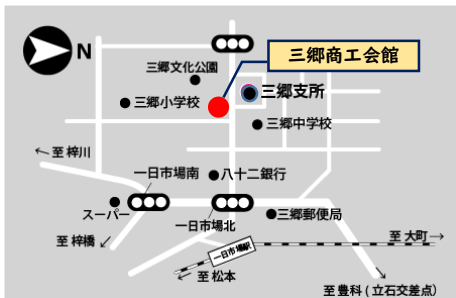 N
三郷商工会館
三郷文化公園
三郷支所
三郷小学校
三郷中学校
至 梓川
一日市場南
八十二銀行
スーパー
一日市場北
三郷郵便局
至 梓橋
一日市場駅
至 大町
至 松本
至 豊科 ( 立石交差点 )